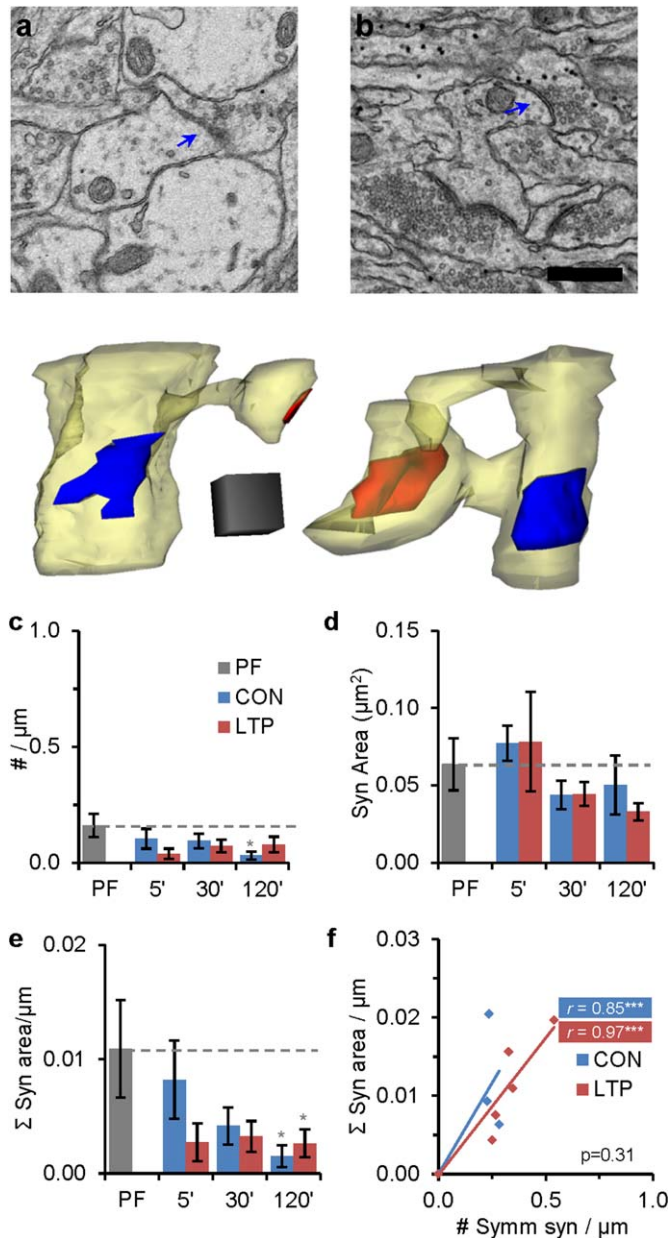 a
b
c
1.0
0.5
0.0
# / μm
PF
CON
LTP
PF 5' 30' 120'
*
d
0.15
0.10
0.05
0.00
Syn Area (μm²)
PF 5' 30' 120'
e
0.02
0.01
0.00
Σ Syn area/μm
* *
PF 5' 30' 120'
f
0.03
0.02
0.01
0.00
Σ Syn area / μm
r = 0.85***
r = 0.97***
CON
LTP
p=0.31
0.0 0.5 1.0
# Symm syn / μm